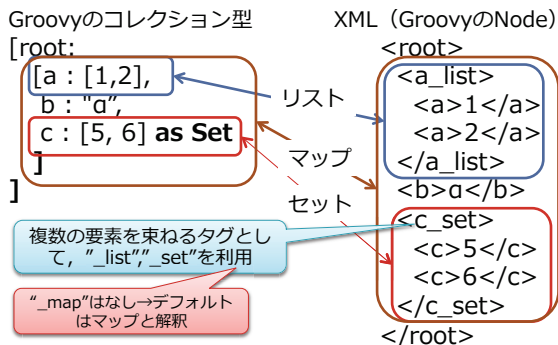 Groovyのコレクション型
[root:
[a : [1,2],
b : "α",
c : [5, 6] as Set
]
]
リスト
マップ
セット
XML（GroovyのNode）
<root>
<a_list>
<a>1</a>
<a>2</a>
</a_list>
<b>α</b>
<c_set>
<c>5</c>
<c>6</c>
</c_set>
</root>
複数の要素を束ねるタグとし
て，"_list","_set"を利用
"_map"はなし→デフォルト
はマップと解釈